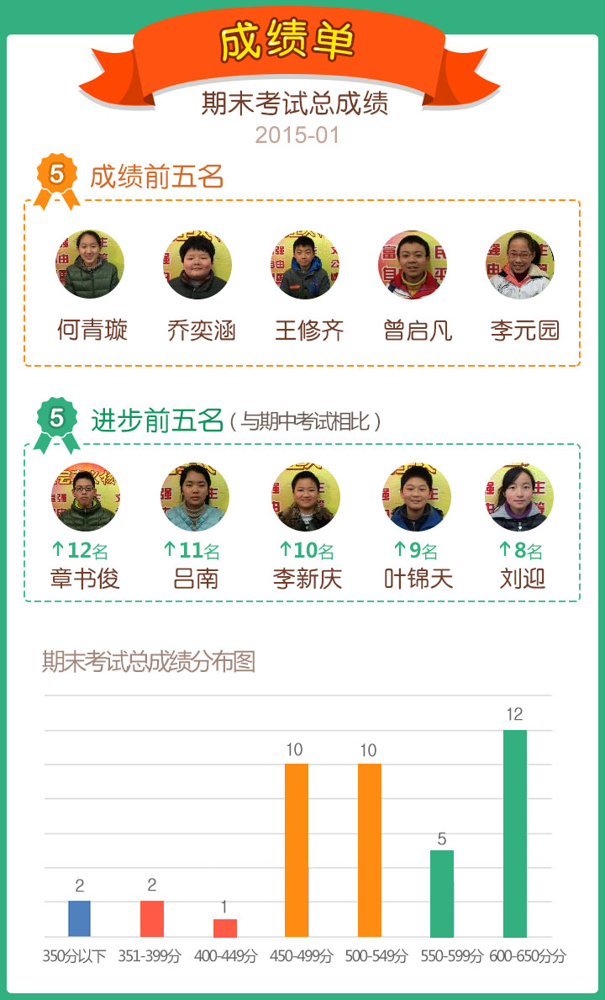 成绩单
期末考试总成绩
2015-01
5 成绩前五名
何青璇 乔奕涵 王修齐 曾启凡 李元园
5 进步前五名（与期中考试相比）
↑12名 ↑11名 ↑10名 ↑9名 ↑8名
章书俊 吕南 李新庆 叶锦天 刘迎
期末考试总成绩分布图
12
10 10
5
2 2
1
350分以下 351-399分 400-449分 450-499分 500-549分 550-599分 600-650分分